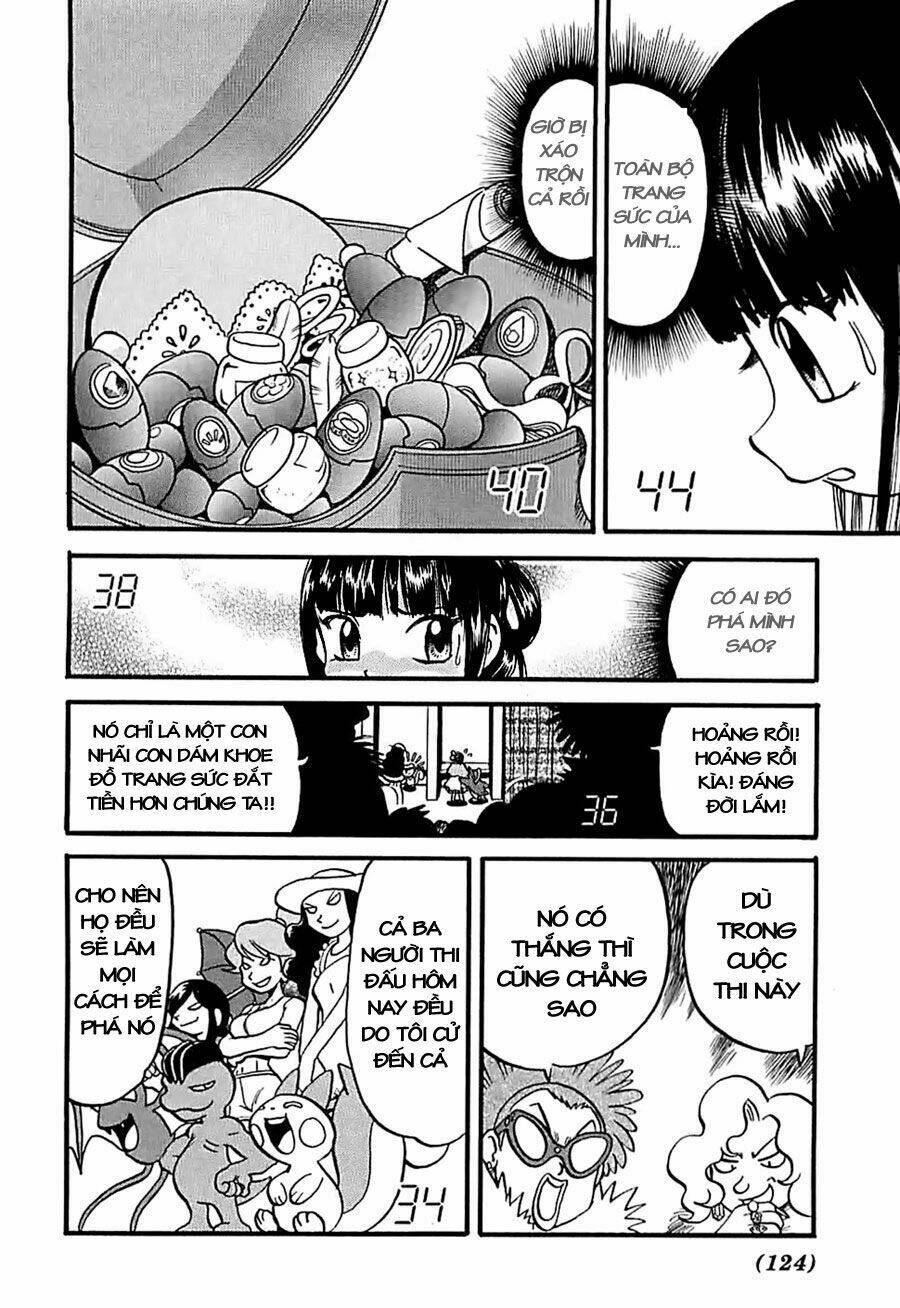 TOÀN BỘ
TRANG
SỨC CỦA
MÌNH...
44
GIỜ BỊ
XÁO
TRỘN
CẢ RỒI
40
CÓ AI ĐÓ
PHÁ MÌNH
SAO?
38
HOẢNG RỒI!
HOẢNG RỒI
KÌA! ĐÁNG
ĐỜI LẮM!
36
NÓ CHỈ LÀ MỘT CON
NHÃI CON DÁM KHOE
ĐỒ TRANG SỨC ĐẮT
TIỀN HƠN CHÚNG TA!!
DÙ
TRONG
CUỘC
THI NÀY
NÓ CÓ
THẮNG THÌ
CŨNG CHẲNG
SAO
CẢ BA
NGƯỜI THI
ĐẤU HÔM
NAY ĐỀU
DO TÔI CỬ
ĐẾN CẢ
CHO NÊN
HỌ ĐỀU
SẼ LÀM
MỌI
CÁCH ĐỂ
PHÁ NÓ
34
(124)